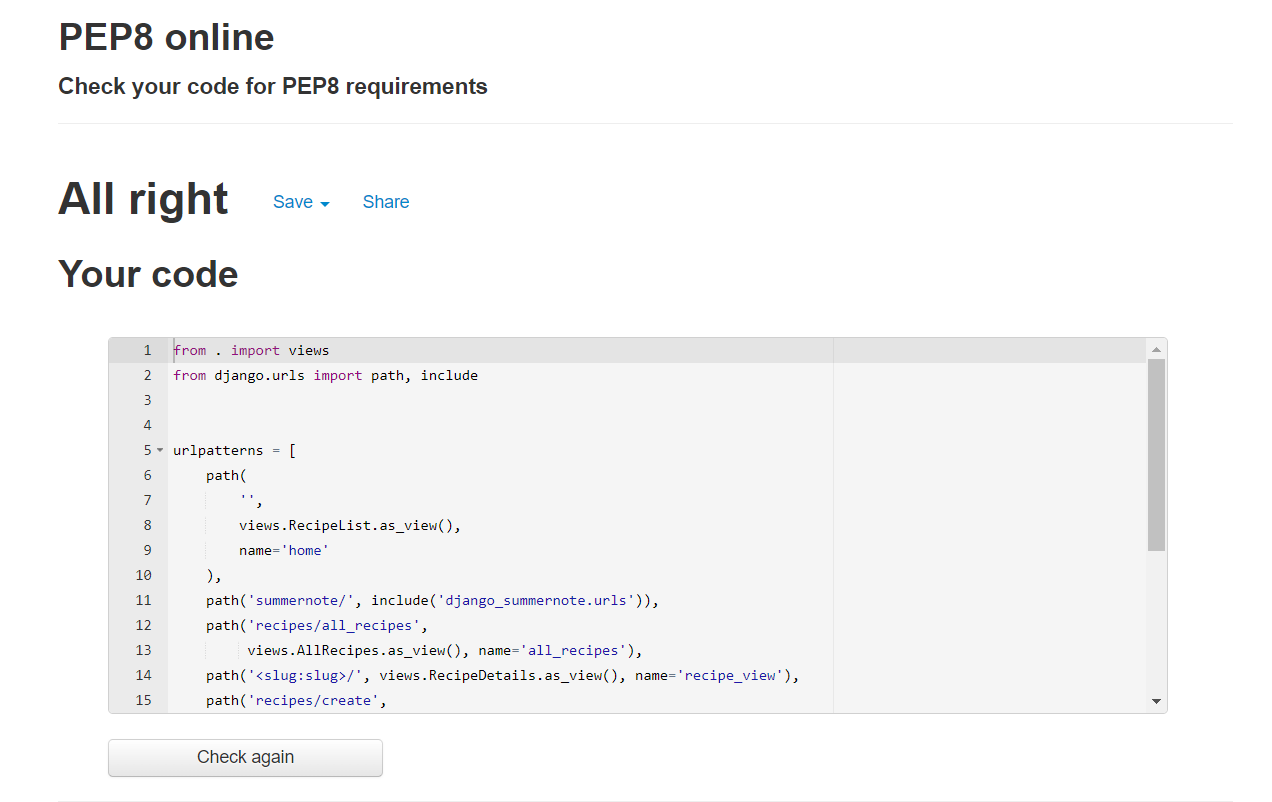 PEP8 online
Check your code for PEP8 requirements
All right Save Share
Your code
1 from . import views
2 from django.urls import path, include
3
4
5 urlpatterns = [
6     path(
7         '',
8         views.RecipeList.as_view(),
9         name='home'
10     ),
11     path('summernote/', include('django_summernote.urls')),
12     path('recipes/all_recipes',
13          views.AllRecipes.as_view(), name='all_recipes'),
14     path('<slug:slug>/', views.RecipeDetails.as_view(), name='recipe_view'),
15     path('recipes/create',
Check again